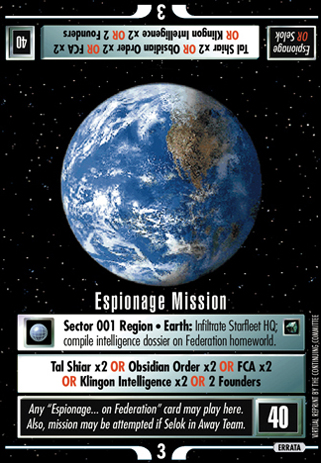 3
40
Tal Shiar x2 OR Obsidian Order x2 OR FCA x2
OR Klingon Intelligence x2 OR 2 Founders
Espionage
OR Selok
Espionage Mission
Sector 001 Region • Earth: Infiltrate Starfleet HQ;
compile intelligence dossier on Federation homeworld.
Tal Shiar x2 OR Obsidian Order x2 OR FCA x2
OR Klingon Intelligence x2 OR 2 Founders
Any "Espionage... on Federation" card may play here.
Also, mission may be attempted if Selok in Away Team.
40
VIRTUAL REPRINT BY THE CONTINUING COMMITTEE
3
ERRATA